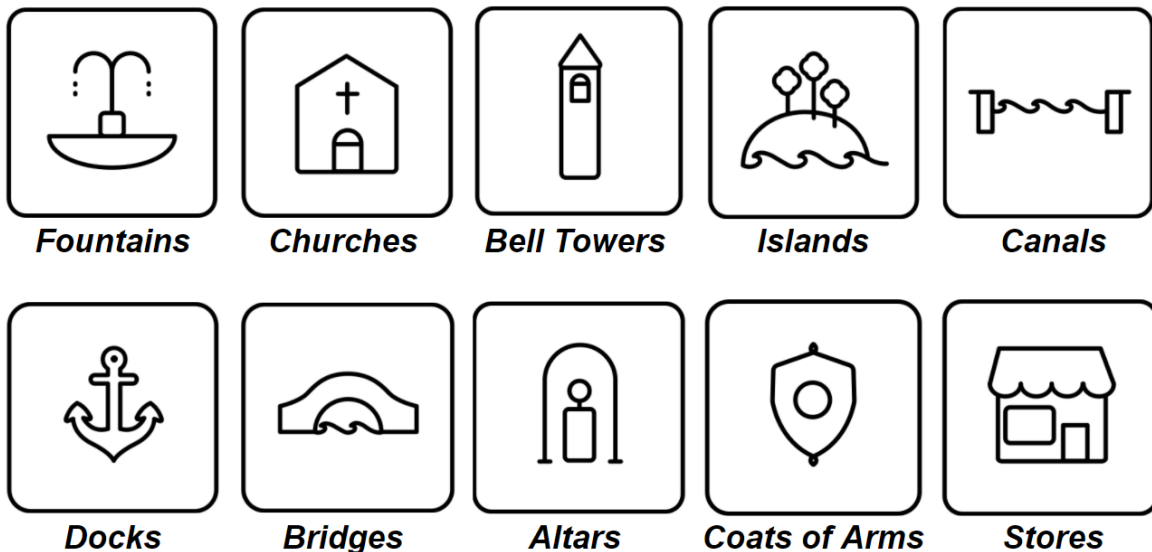 Fountains Churches Bell Towers Islands Canals
Docks Bridges Altars Coats of Arms Stores